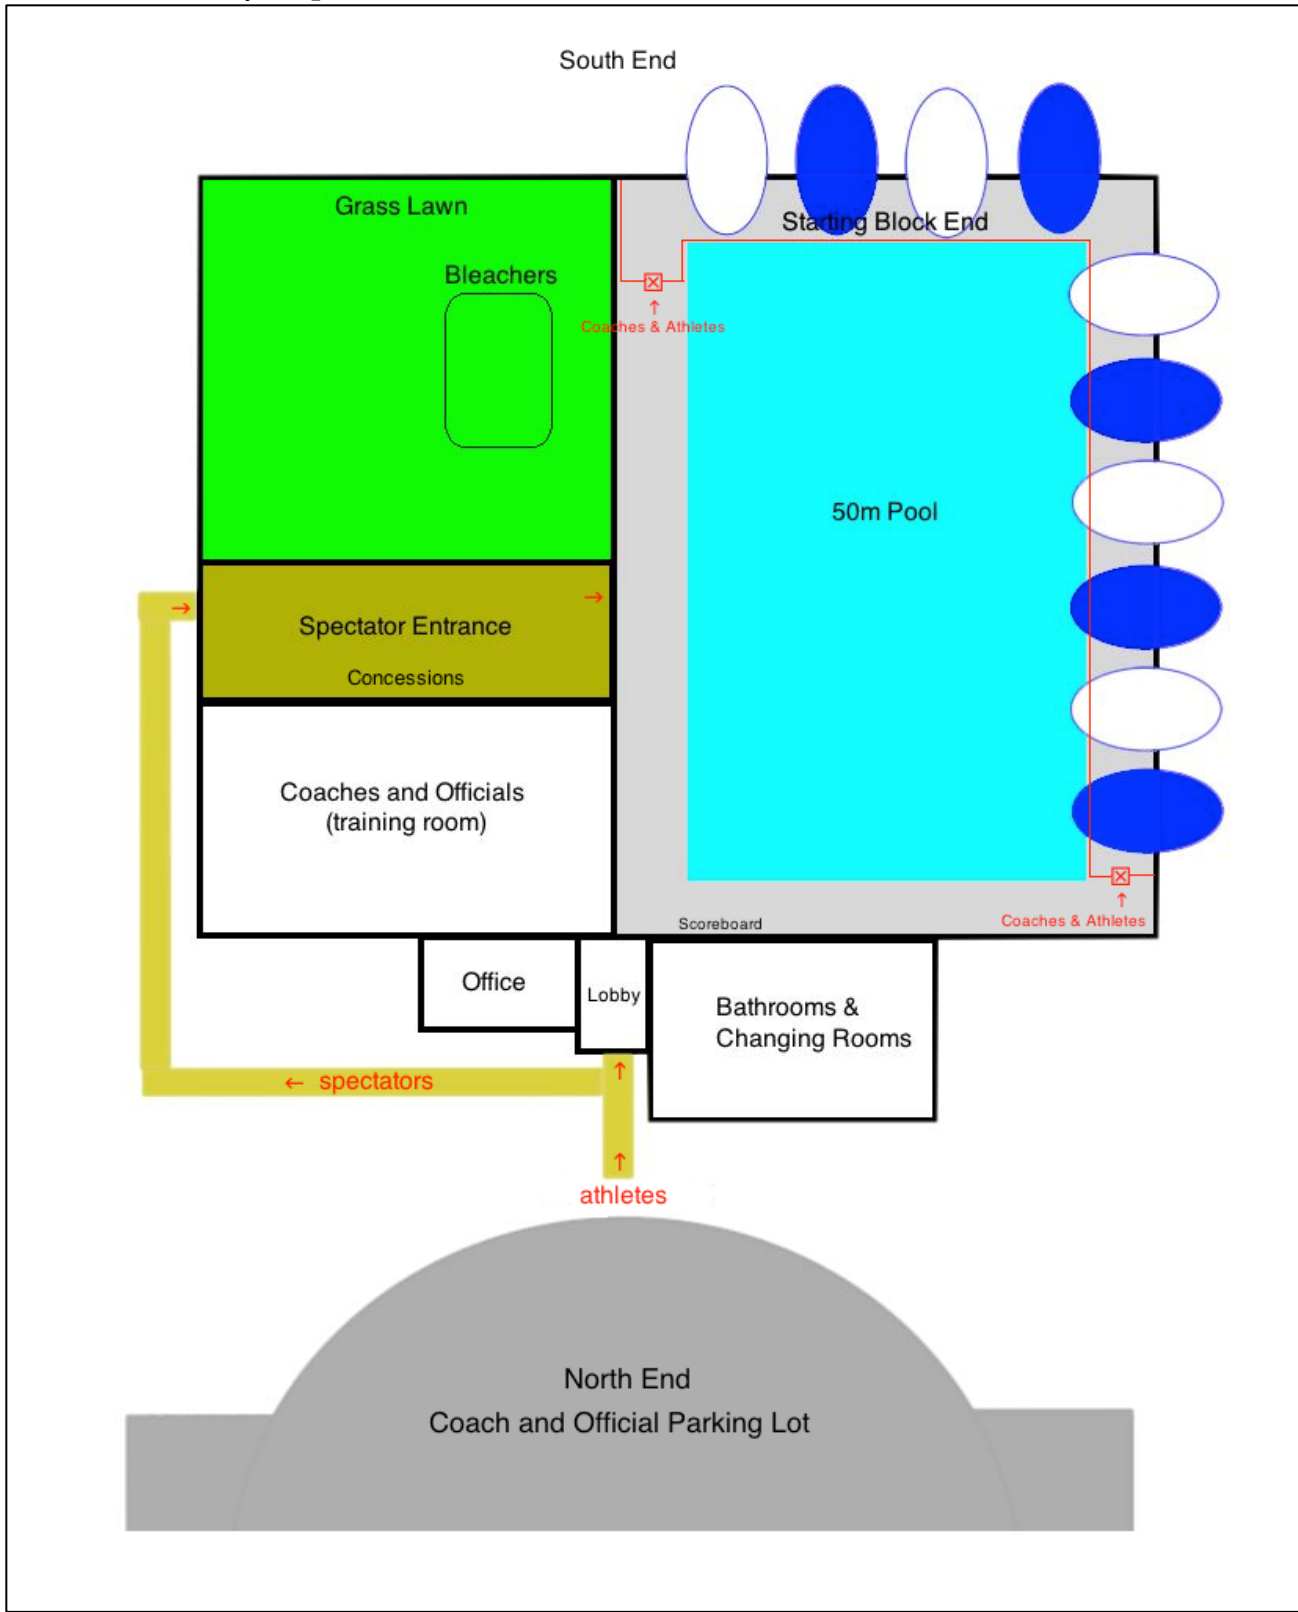 South End
Grass Lawn
Starting Block End
Bleachers
↑
Coaches & Athletes
50m Pool
→
→
Spectator Entrance
Concessions
Coaches and Officials
(training room)
↑
Coaches & Athletes
Scoreboard
Office
Lobby
Bathrooms &
Changing Rooms
↑
← spectators
↑
athletes
North End
Coach and Official Parking Lot